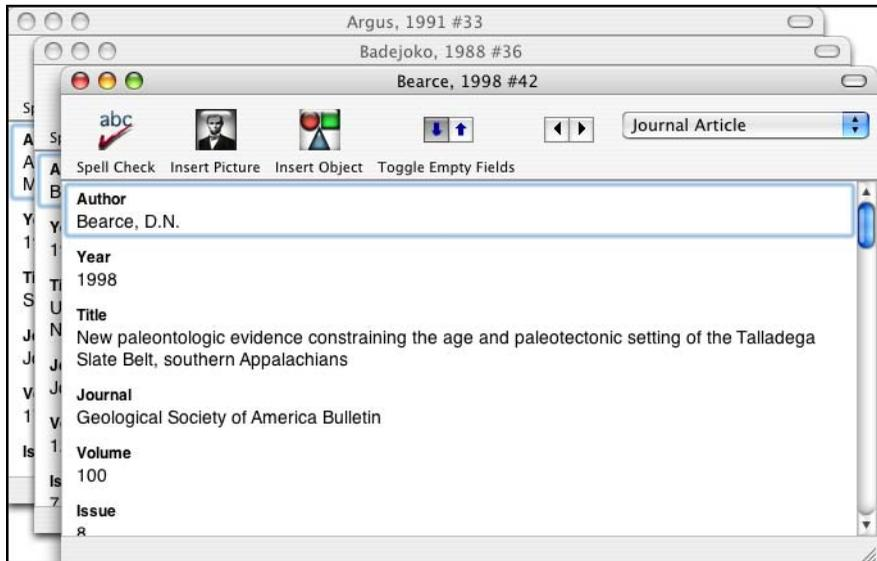 Argus, 1991 #33
Badejoko, 1988 #36
Bearce, 1998 #42
abc
Journal Article
Spell Check Insert Picture Insert Object Toggle Empty Fields
Author
Bearce, D.N.
Year
1998
Title
New paleontologic evidence constraining the age and paleotectonic setting of the Talladega
Slate Belt, southern Appalachians
Journal
Geological Society of America Bulletin
Volume
100
Issue
8